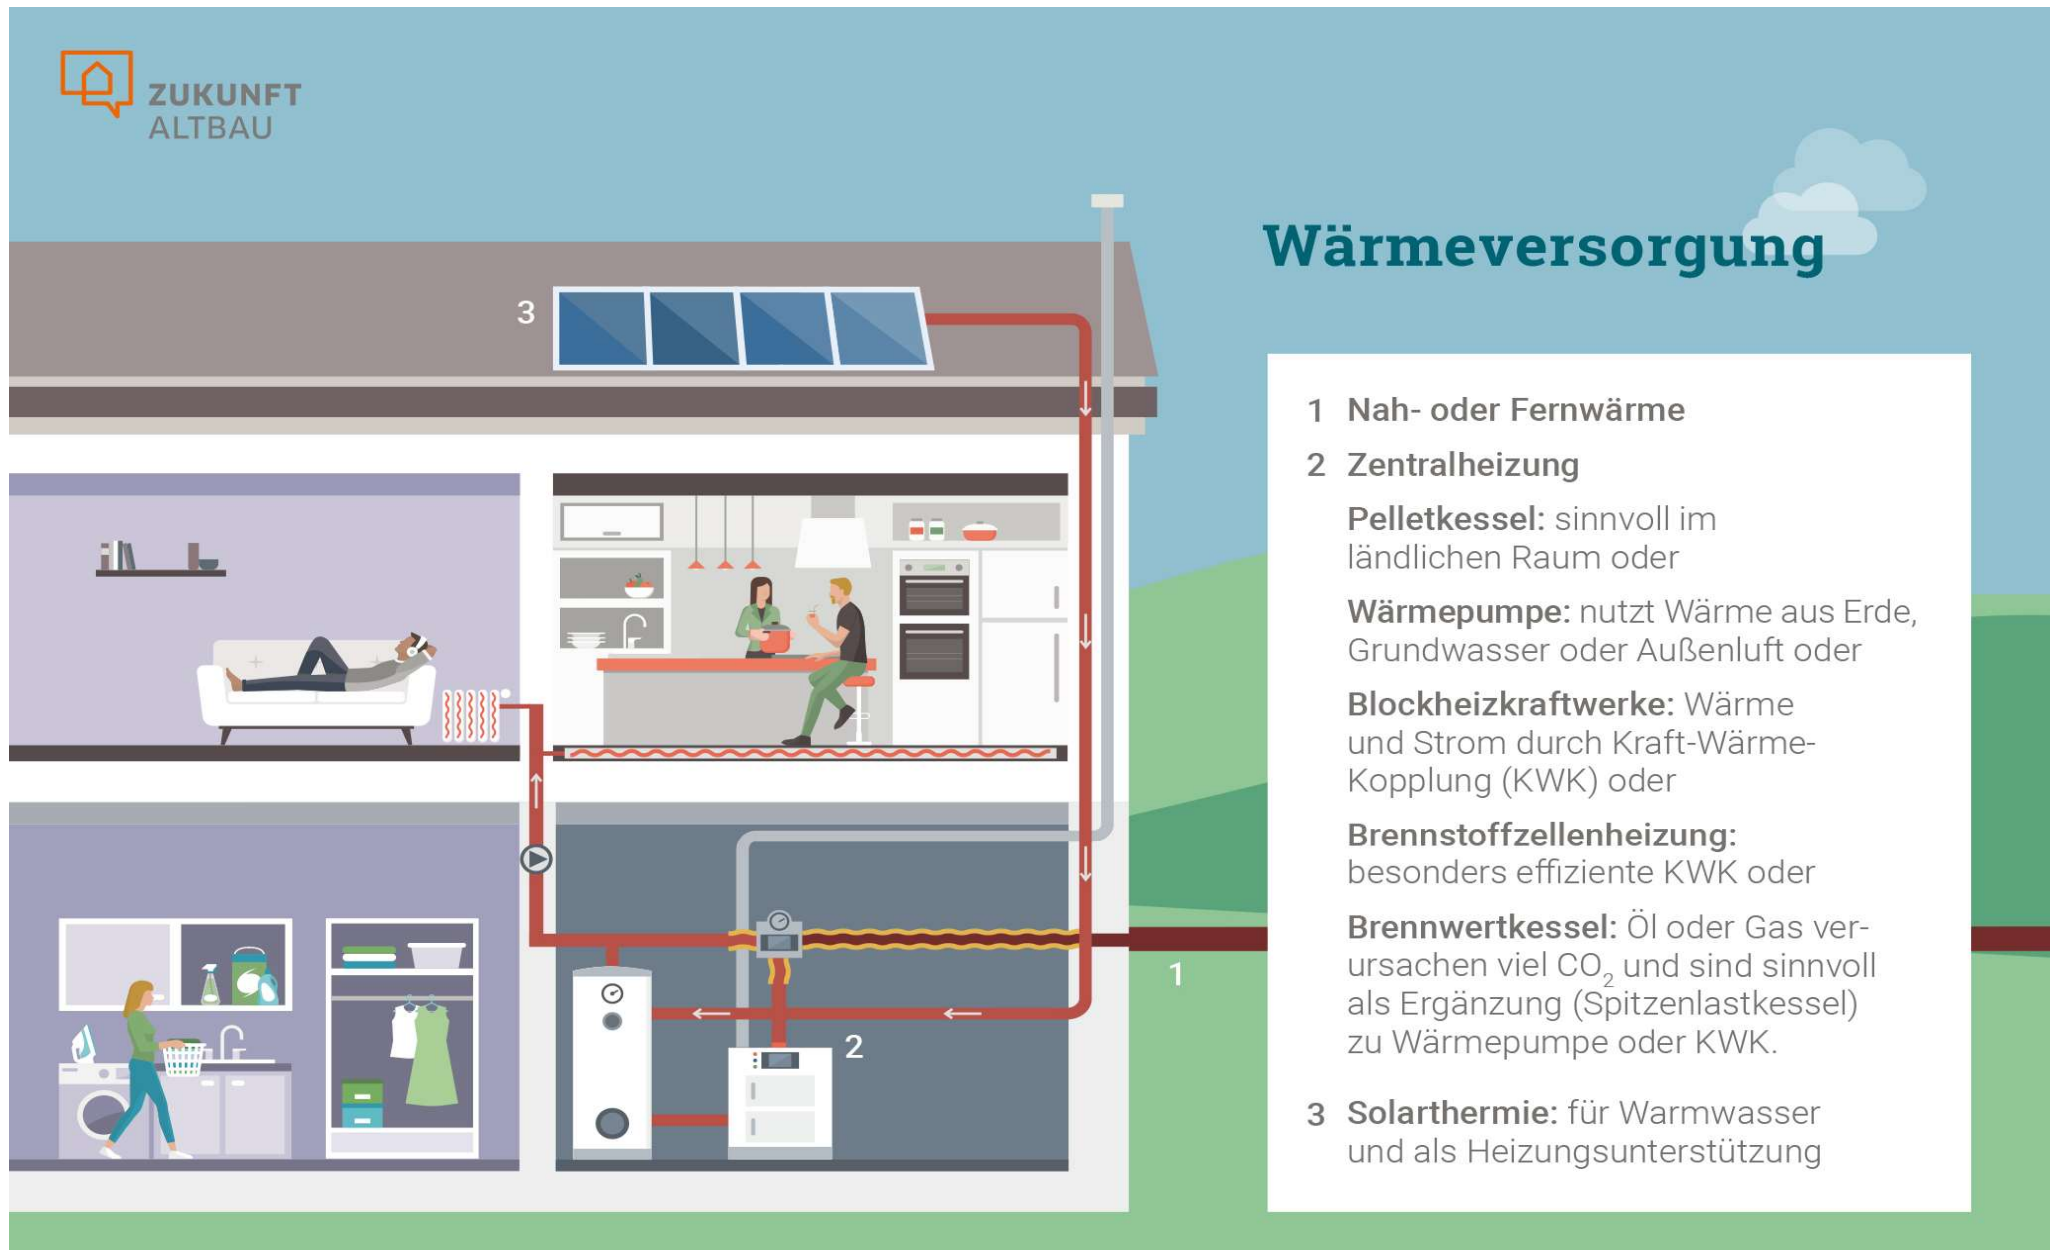 ZUKUNFT
ALTBAU
Wärmeversorgung
3
1 Nah- oder Fernwärme
2 Zentralheizung
Pelletkessel: sinnvoll im
ländlichen Raum oder
Wärmepumpe: nutzt Wärme aus Erde,
Grundwasser oder Außenluft oder
Blockheizkraftwerke: Wärme
und Strom durch Kraft-Wärme-
Kopplung (KWK) oder
Brennstoffzellenheizung:
besonders effiziente KWK oder
Brennwertkessel: Öl oder Gas ver-
ursachen viel CO₂ und sind sinnvoll
als Ergänzung (Spitzenlastkessel)
zu Wärmepumpe oder KWK.
3 Solarthermie: für Warmwasser
und als Heizungsunterstützung
1
2